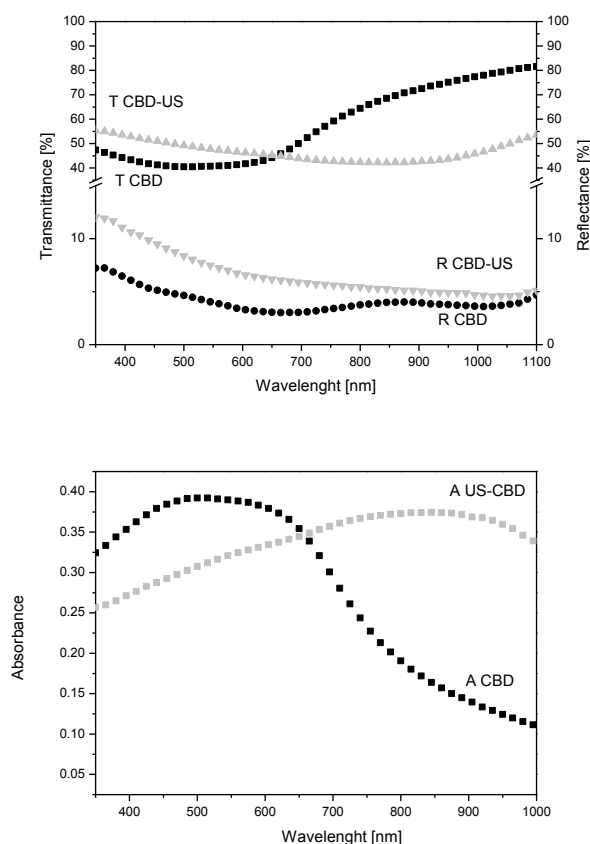 100
90
80
70
60
50
40
10
0
Transmittance [%]
100
90
80
70
60
50
40
10
0
Reflectance [%]
T CBD-US
T CBD
R CBD-US
R CBD
400 500 600 700 800 900 1000 1100
Wavelenght [nm]
0.40
0.35
0.30
0.25
0.20
0.15
0.10
0.05
Absorbance
A US-CBD
A CBD
400 500 600 700 800 900 1000
Wavelenght [nm]